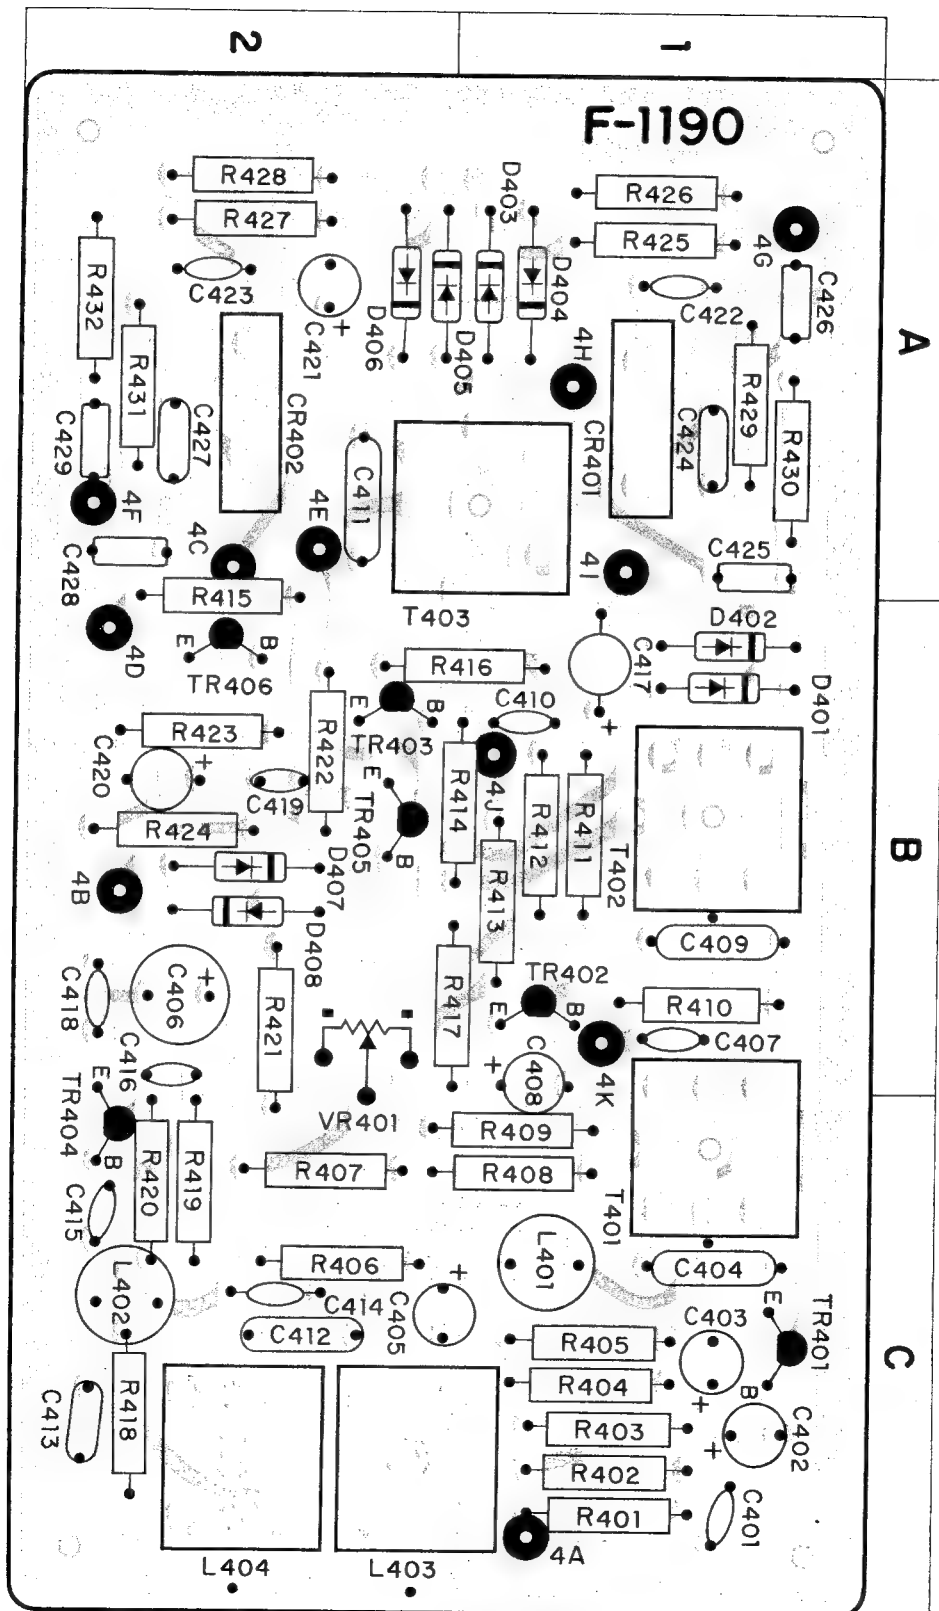 2
1
F-1190
R428
R427
C423
C421
+
R432
R431
C429
C427
CR402
D403
D404
D406
D405
R426
R425
4G
C422
C426
A
4H
CR401
R429
C424
R430
4F
4C
4E
C411
C428
R415
4D
E
B
TR406
T403
4I
C425
D402
D401
C417
+
R416
C410
E
B
TR403
R423
C420
+
C419
R422
R424
E
TR405
B
R414
4J
R412
R411
R413
T402
B
4B
D407
D408
C409
C418
C406
+
R421
R417
TR402
E
B
R410
C407
C416
C408
+
4K
VR401
E
TR404
B
R420
R419
C415
R409
R408
R407
T401
L402
R406
C414
C412
C405
+
L401
C404
C403
+
E
TR401
B
C
R405
R404
R403
R402
R401
C402
+
C401
C413
R418
L404
L403
4A